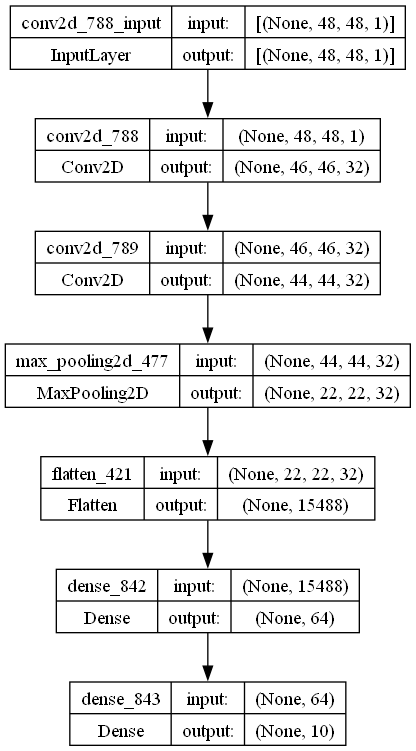 conv2d_788_input input: [(None, 48, 48, 1)]
InputLayer output: [(None, 48, 48, 1)]
conv2d_788 input: (None, 48, 48, 1)
Conv2D output: (None, 46, 46, 32)
conv2d_789 input: (None, 46, 46, 32)
Conv2D output: (None, 44, 44, 32)
max_pooling2d_477 input: (None, 44, 44, 32)
MaxPooling2D output: (None, 22, 22, 32)
flatten_421 input: (None, 22, 22, 32)
Flatten output: (None, 15488)
dense_842 input: (None, 15488)
Dense output: (None, 64)
dense_843 input: (None, 64)
Dense output: (None, 10)